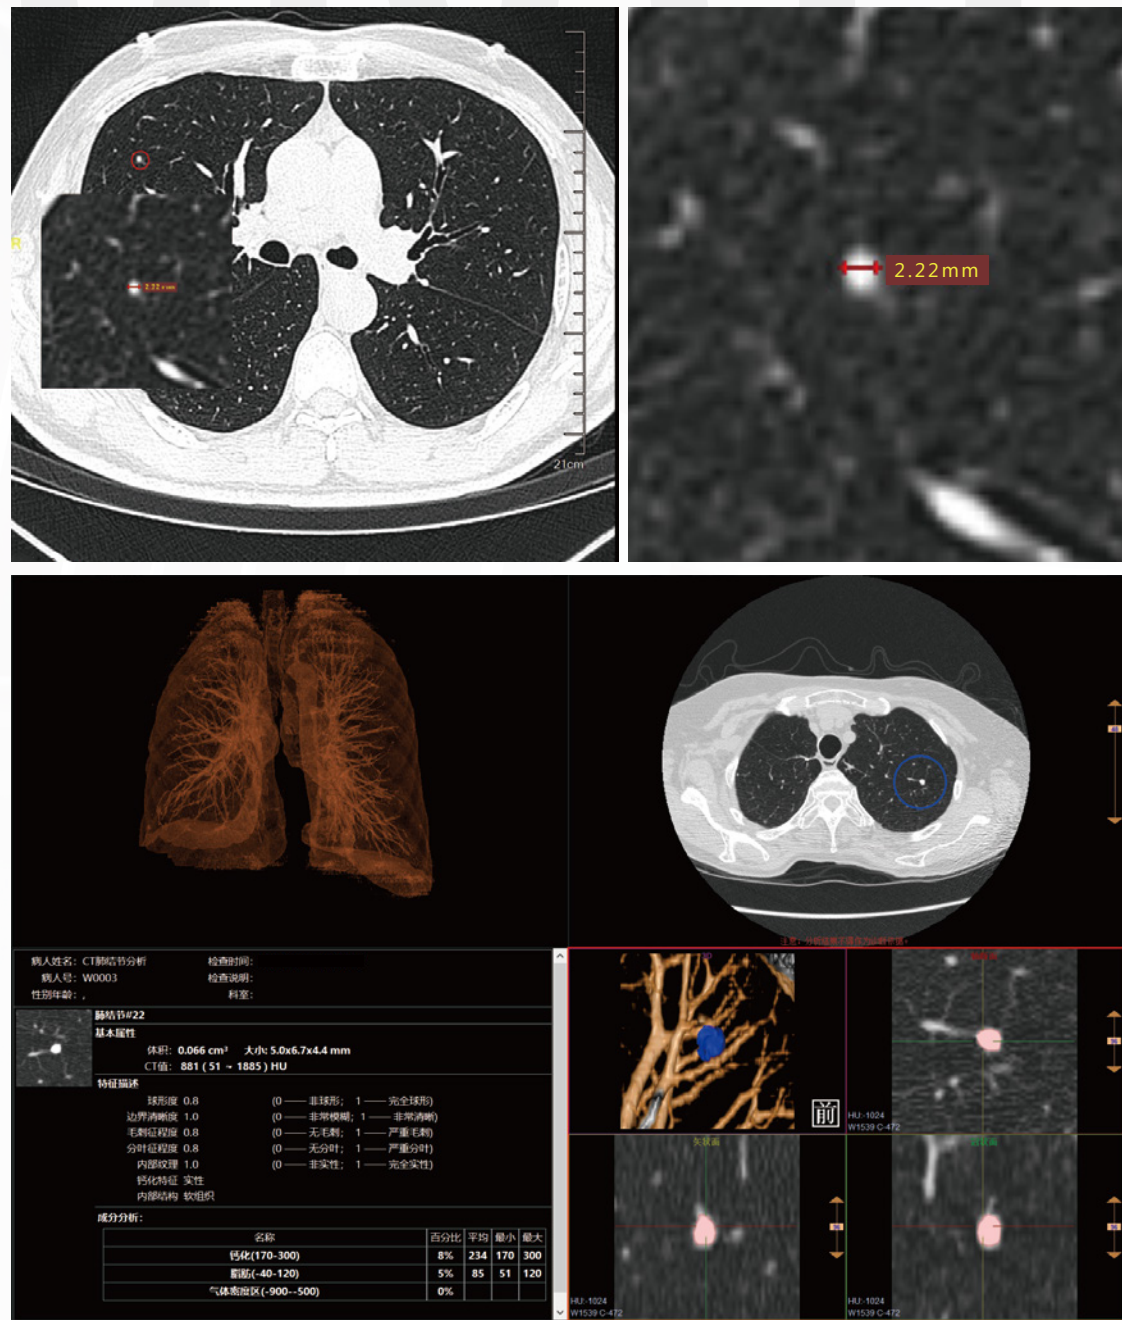 R
2.22 mm
21cm
2.22mm
病人姓名： CT肺结节分析
检查时间：
病人号： W0003
检查说明：
性别年龄： ,
科室：
肺结节#22
基本属性
体积： 0.066 cm³ 大小: 5.0x6.7x4.4 mm
CT值： 881 ( 51 ~ 1885 ) HU
特征描述
球形度 0.8 (0 —— 非球形； 1 —— 完全球形)
边界清晰度 1.0 (0 —— 非常模糊； 1 —— 非常清晰)
毛刺征程度 0.8 (0 —— 无毛刺； 1 —— 严重毛刺)
分叶征程度 0.8 (0 —— 无分叶； 1 —— 严重分叶)
内部纹理 1.0 (0 —— 非实性； 1 —— 完全实性)
钙化特征 实性
内部结构 软组织
成分分析：
名称 百分比 平均 最小 最大
钙化(170-300) 8% 234 170 300
脂肪(-40-120) 5% 85 51 120
气体密度区(-900--500) 0%
3D
前
HU:-1024
W1539 C-472
矢状面
HU:-1024
W1539 C-472
冠状面
HU:-1024
W1539 C-472